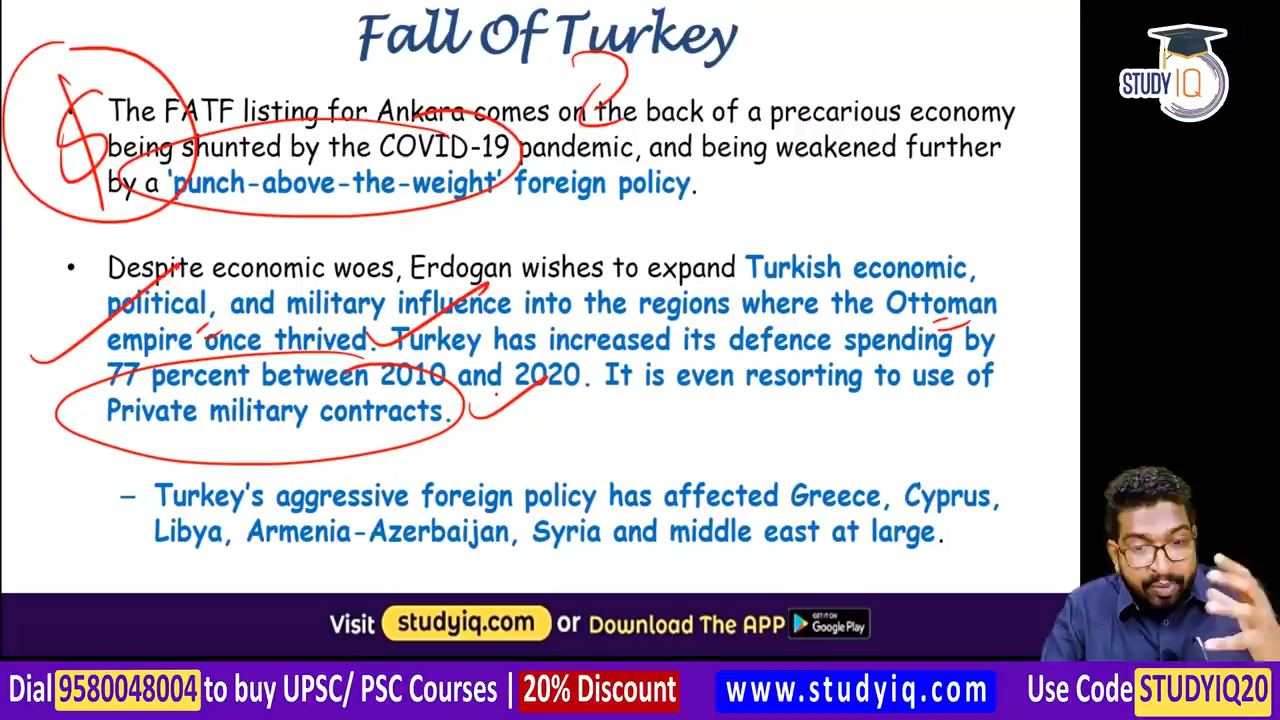 Fall Of Turkey
STUDY IQ
• The FATF listing for Ankara comes on the back of a precarious economy
being shunted by the COVID-19 pandemic, and being weakened further
by a ‘punch-above-the-weight’ foreign policy.
• Despite economic woes, Erdogan wishes to expand Turkish economic,
political, and military influence into the regions where the Ottoman
empire once thrived. Turkey has increased its defence spending by
77 percent between 2010 and 2020. It is even resorting to use of
Private military contracts.
– Turkey’s aggressive foreign policy has affected Greece, Cyprus,
Libya, Armenia-Azerbaijan, Syria and middle east at large.
Visit studyiq.com or Download The APP GET IT ON Google Play
Dial 9580048004 to buy UPSC/ PSC Courses | 20% Discount www.studyiq.com Use Code STUDYIQ20